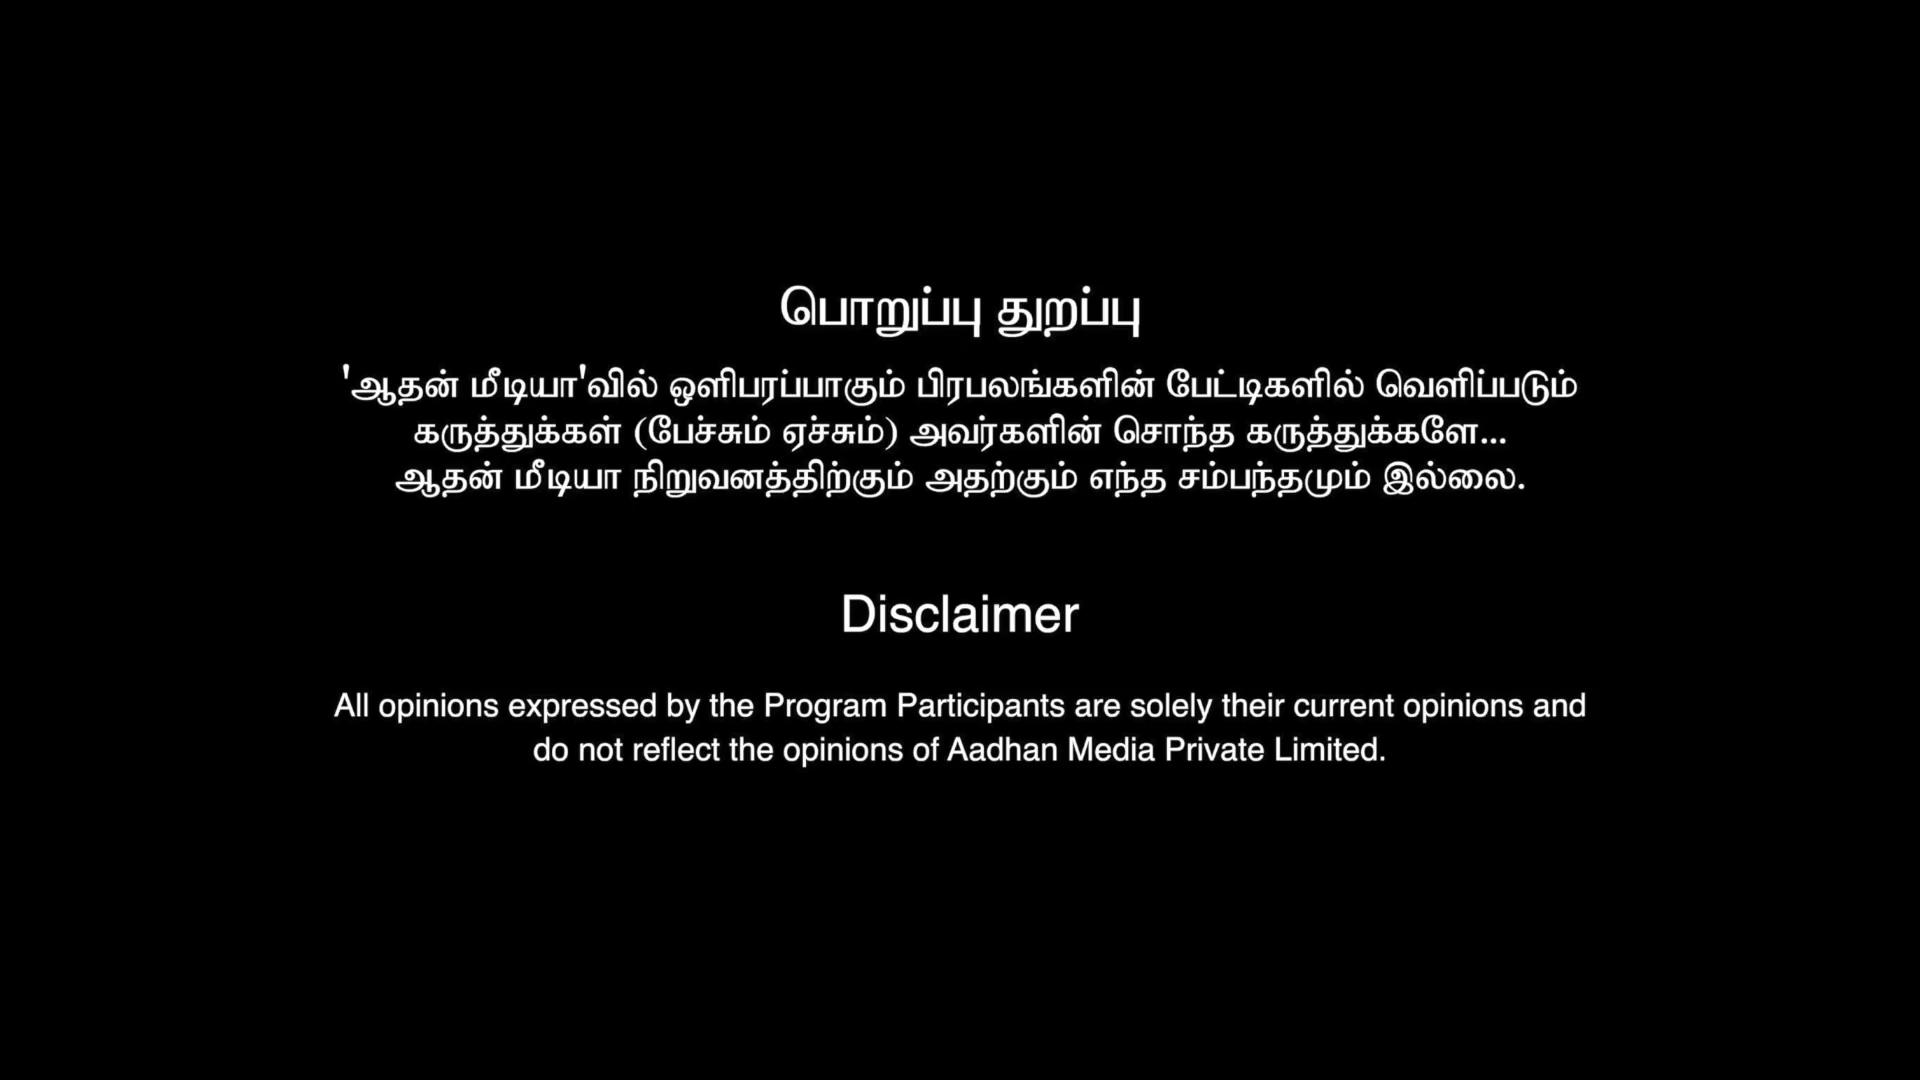 பொறுப்பு துறப்பு
'ஆதன் மீடியா'வில் ஒளிபரப்பாகும் பிரபலங்களின் பேட்டிகளில் வெளிப்படும்
கருத்துக்கள் (பேச்சும் ஏச்சும்) அவர்களின் சொந்த கருத்துக்களே...
ஆதன் மீடியா நிறுவனத்திற்கும் அதற்கும் எந்த சம்பந்தமும் இல்லை.
Disclaimer
All opinions expressed by the Program Participants are solely their current opinions and
do not reflect the opinions of Aadhan Media Private Limited.